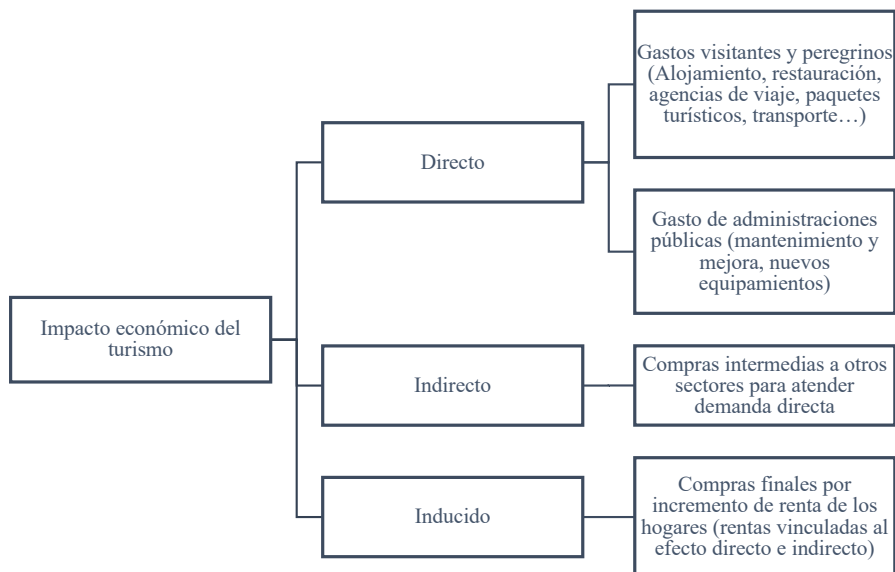 Impacto económico del
turismo
Directo
Gastos visitantes y peregrinos
(Alojamiento, restauración,
agencias de viaje, paquetes
turísticos, transporte…)
Gasto de administraciones
públicas (mantenimiento y
mejora, nuevos
equipamientos)
Indirecto
Compras intermedias a otros
sectores para atender
demanda directa
Inducido
Compras finales por
incremento de renta de los
hogares (rentas vinculadas al
efecto directo e indirecto)